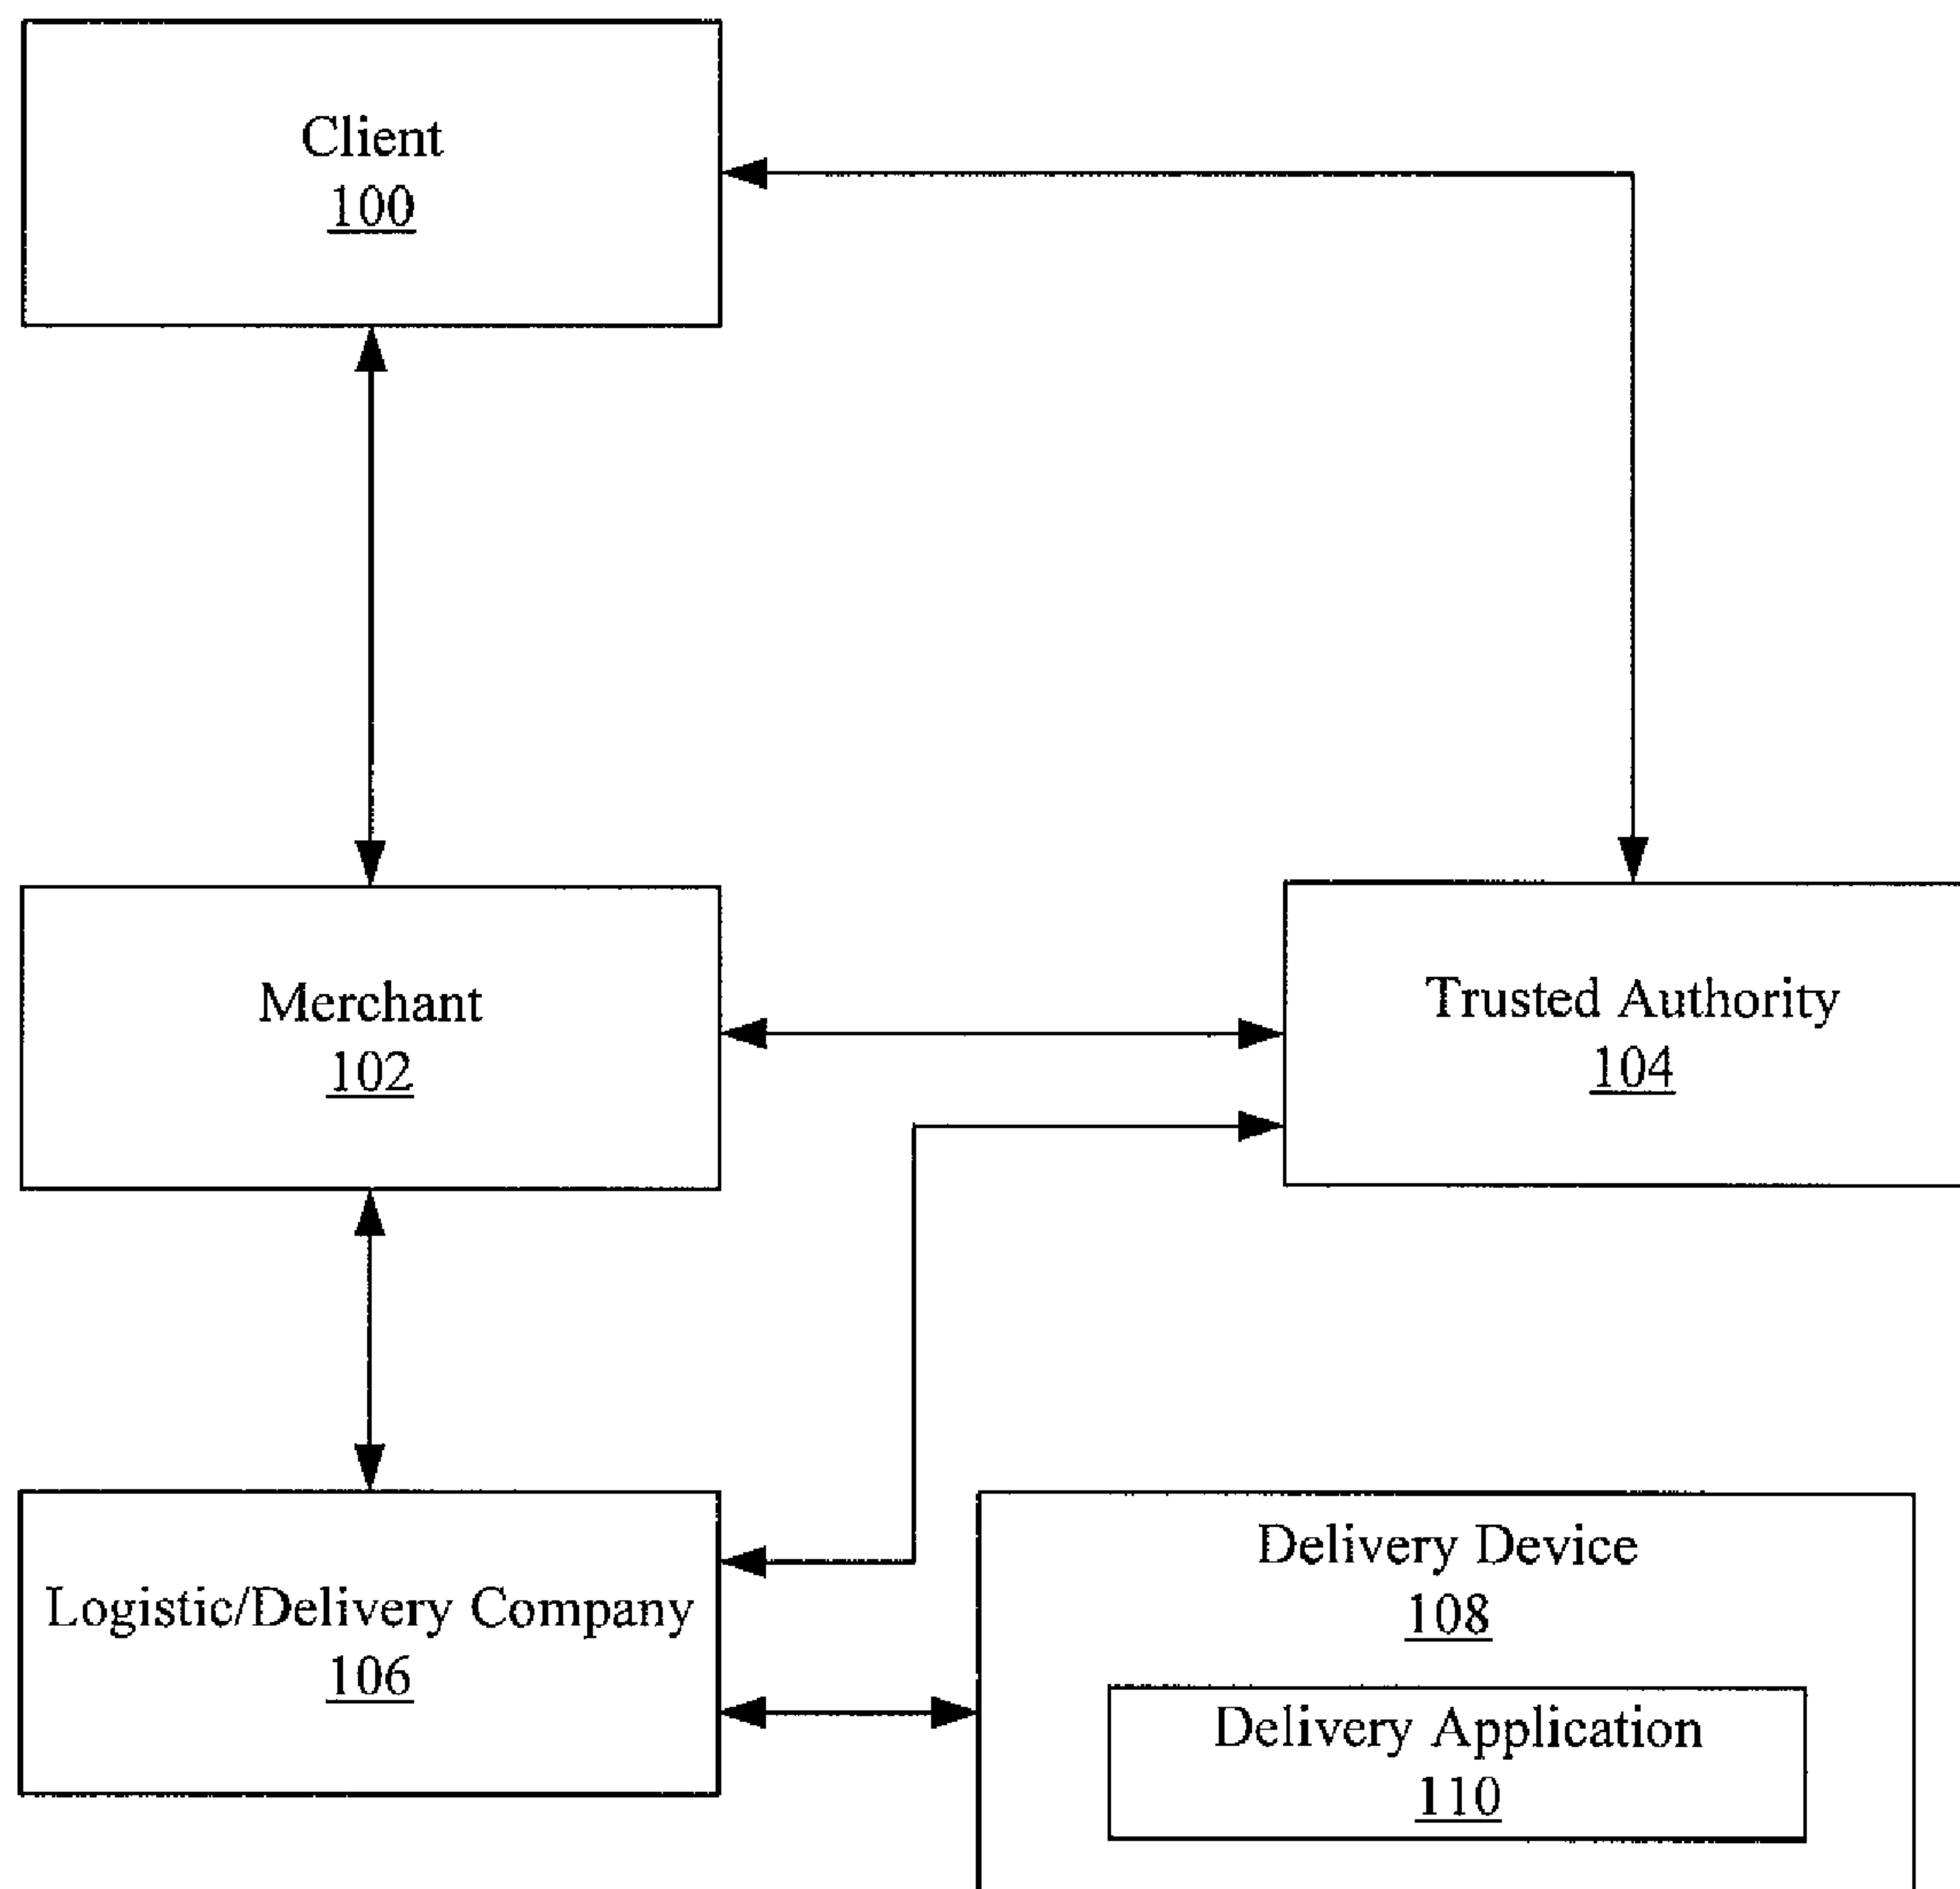 Client
100
Merchant
102
Trusted Authority
104
Logistic/Delivery Company
106
Delivery Device
108
Delivery Application
110